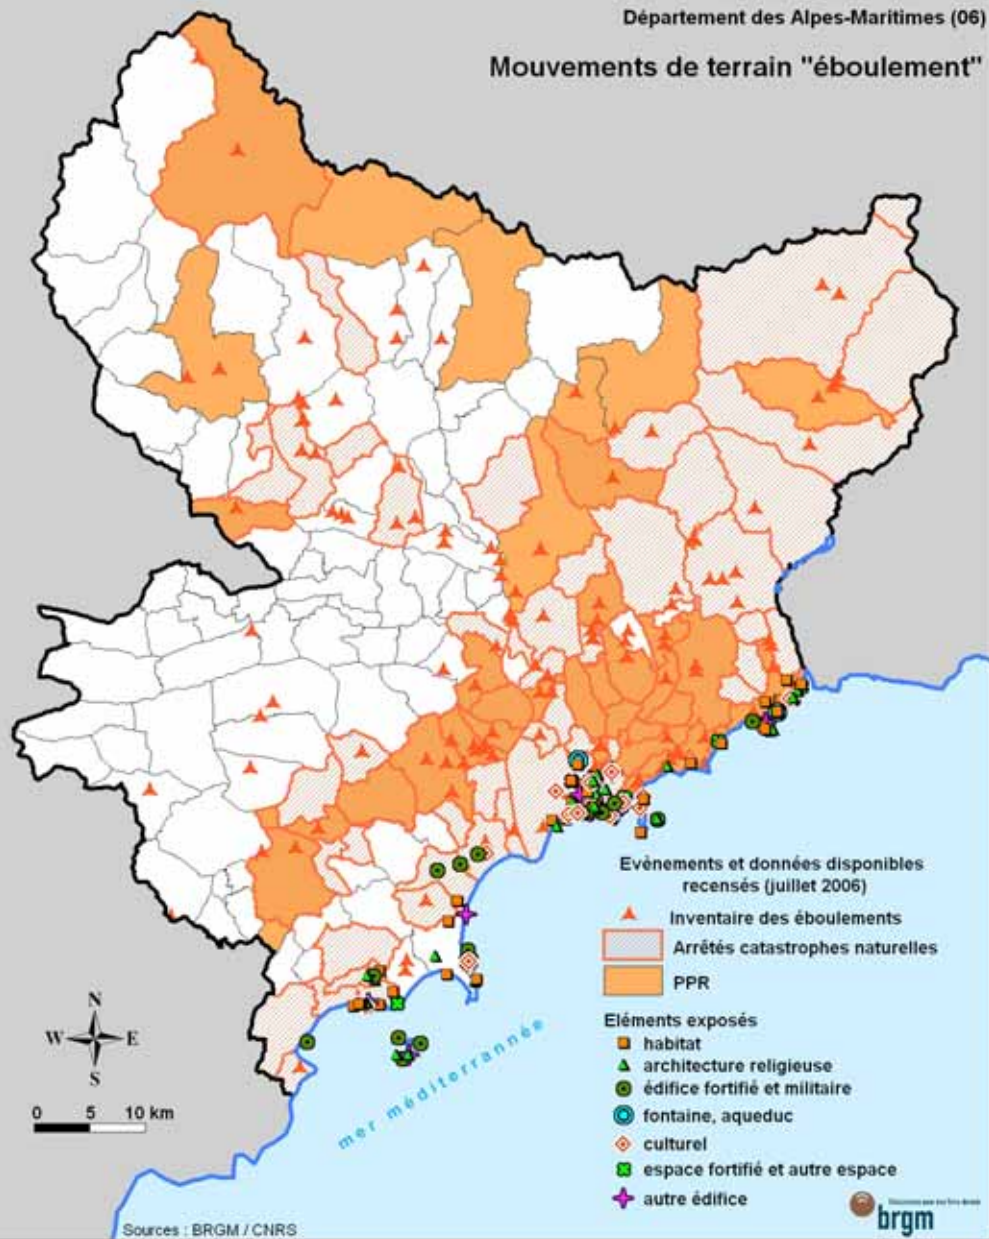 Département des Alpes-Maritimes (06)
Mouvements de terrain "éboulement"
Evènements et données disponibles
recensés (juillet 2006)
Inventaire des éboulements
Arrêtés catastrophes naturelles
PPR
Eléments exposés
habitat
architecture religieuse
édifice fortifié et militaire
fontaine, aqueduc
culturel
espace fortifié et autre espace
autre édifice
N
W E
S
0 5 10 km
mer méditerrannée
Sources : BRGM / CNRS
brgm